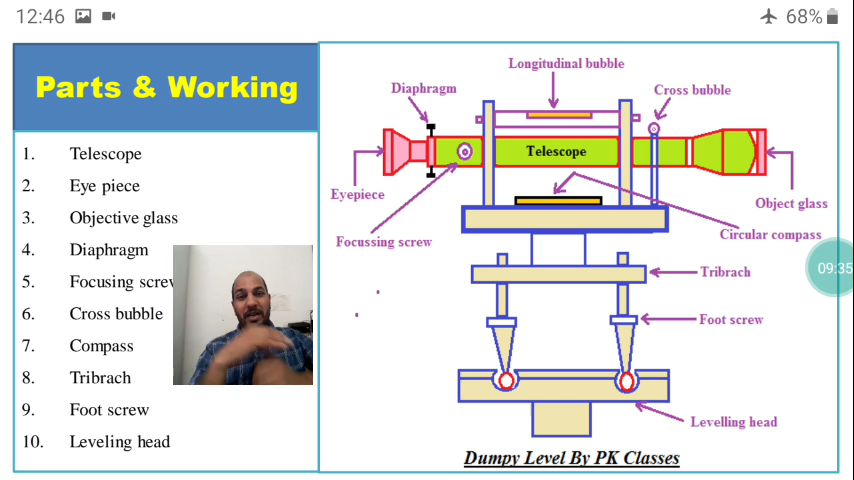 12:46
68%
Parts & Working
1. Telescope
2. Eye piece
3. Objective glass
4. Diaphragm
5. Focusing screw
6. Cross bubble
7. Compass
8. Tribrach
9. Foot screw
10. Leveling head
Longitudinal bubble
Diaphragm
Cross bubble
Telescope
Eyepiece
Object glass
Focussing screw
Circular compass
09:35
Tribrach
Foot screw
Levelling head
Dumpy Level By PK Classes